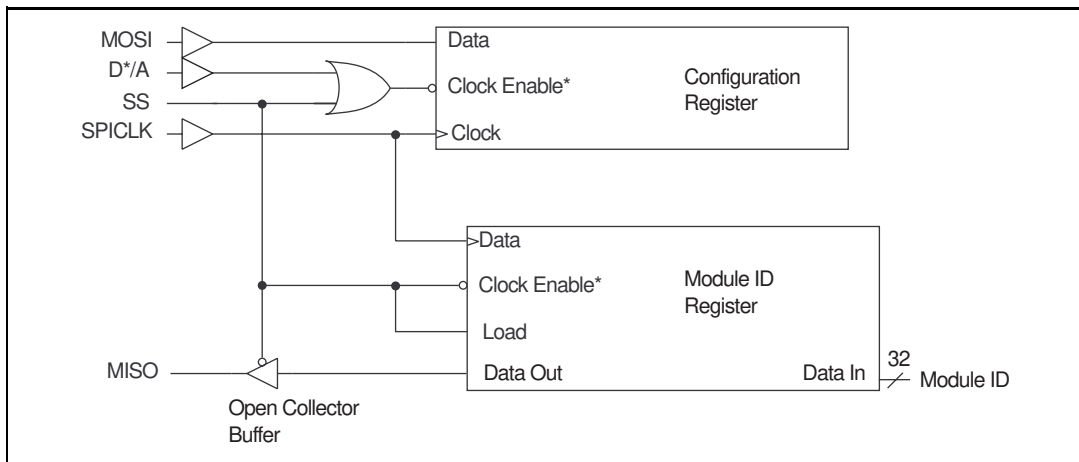 MOSI
D*/A
SS
SPICLK
Data
Clock Enable*
Clock
Configuration
Register
Data
Clock Enable*
Load
Data Out
Module ID
Register
Data In
32
Module ID
MISO
Open Collector
Buffer